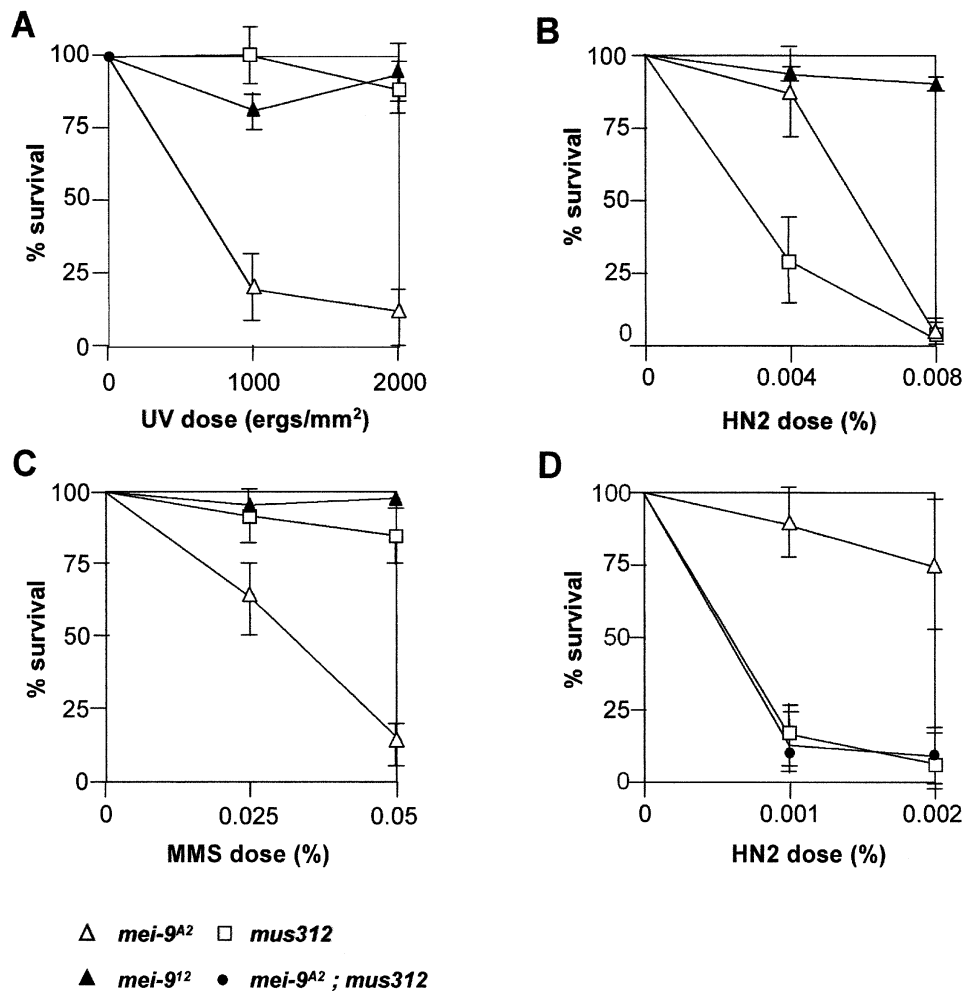 A
% survival
100
75
50
25
0
0 1000 2000
UV dose (ergs/mm²)
B
% survival
100
75
50
25
0
0 0.004 0.008
HN2 dose (%)
C
% survival
100
75
50
25
0
0 0.025 0.05
MMS dose (%)
D
% survival
100
75
50
25
0
0 0.001 0.002
HN2 dose (%)
mei-9ᴬ² mus312
mei-9¹² mei-9ᴬ² ; mus312